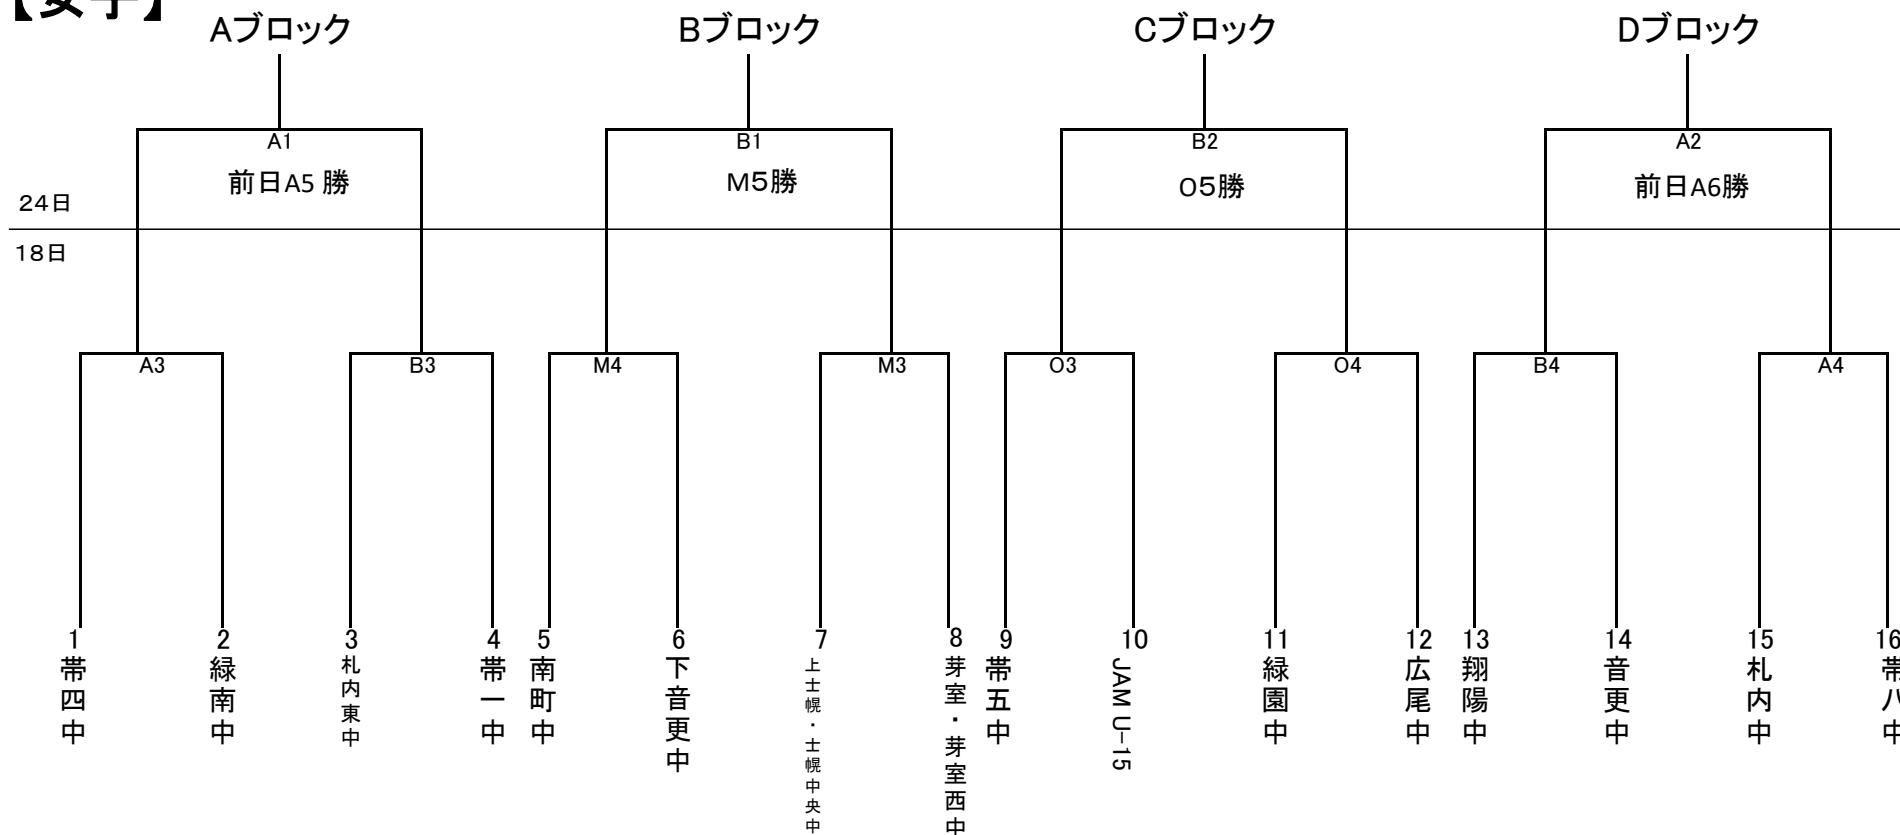 【女子】
Aブロック
Bブロック
Cブロック
Dブロック
A1
B1
B2
A2
前日A5 勝
M５勝
O５勝
前日A6勝
24日
18日
A3
B3
M4
M3
O3
O4
B4
A4
1
帯四中
2
緑南中
3
札内東中
4
帯一中
5
南町中
6
下音更中
7
上士幌・士幌中央中
8
芽室・芽室西中
9
帯五中
10
JAM U-15
11
緑園中
12
広尾中
13
翔陽中
14
音更中
15
札内中
16
帯八中